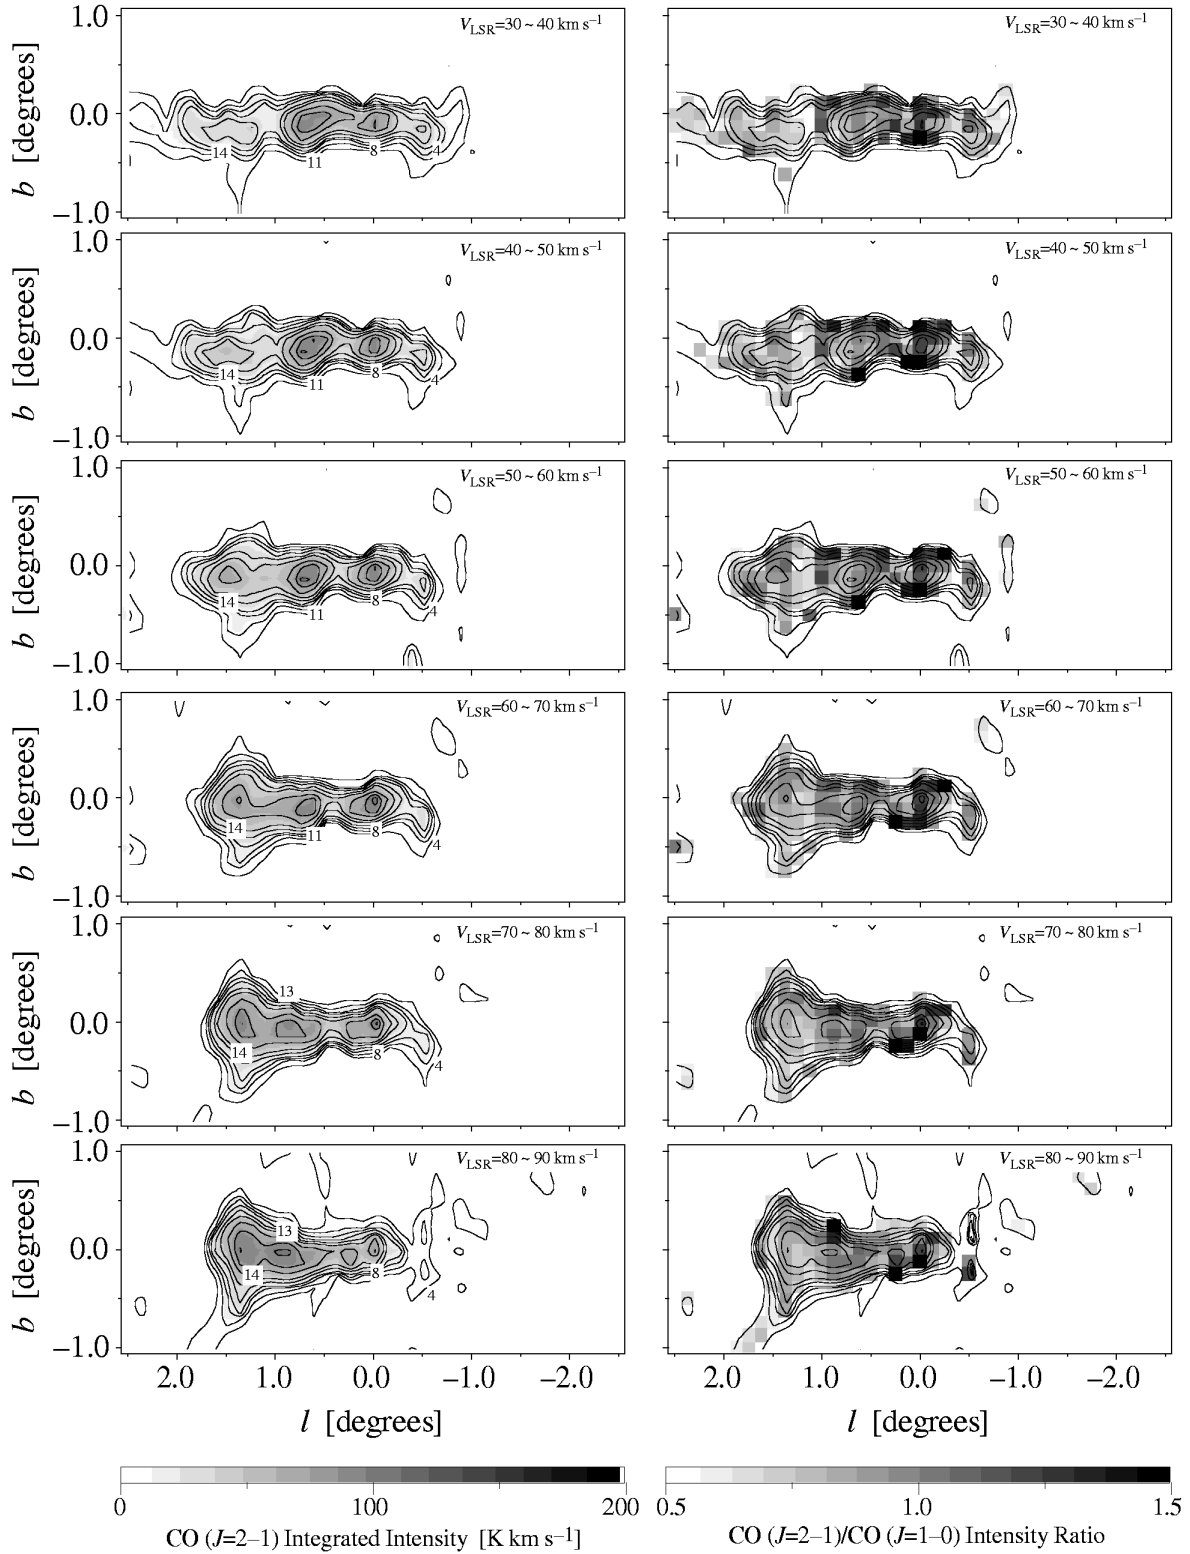 1.0
0.0
−1.0
b [degrees]
V_LSR=30 ~ 40 km s⁻¹
14
11
8
4
V_LSR=30 ~ 40 km s⁻¹
1.0
0.0
−1.0
b [degrees]
V_LSR=40 ~ 50 km s⁻¹
14
11
8
4
V_LSR=40 ~ 50 km s⁻¹
1.0
0.0
−1.0
b [degrees]
V_LSR=50 ~ 60 km s⁻¹
14
11
8
4
V_LSR=50 ~ 60 km s⁻¹
1.0
0.0
−1.0
b [degrees]
V_LSR=60 ~ 70 km s⁻¹
14
11
8
4
V_LSR=60 ~ 70 km s⁻¹
1.0
0.0
−1.0
b [degrees]
V_LSR=70 ~ 80 km s⁻¹
13
14
8
4
V_LSR=70 ~ 80 km s⁻¹
1.0
0.0
−1.0
b [degrees]
V_LSR=80 ~ 90 km s⁻¹
13
14
8
4
V_LSR=80 ~ 90 km s⁻¹
2.0 1.0 0.0 −1.0 −2.0
l [degrees]
2.0 1.0 0.0 −1.0 −2.0
l [degrees]
0 100 200
CO (J=2–1) Integrated Intensity [K km s⁻¹]
0.5 1.0 1.5
CO (J=2–1)/CO (J=1–0) Intensity Ratio